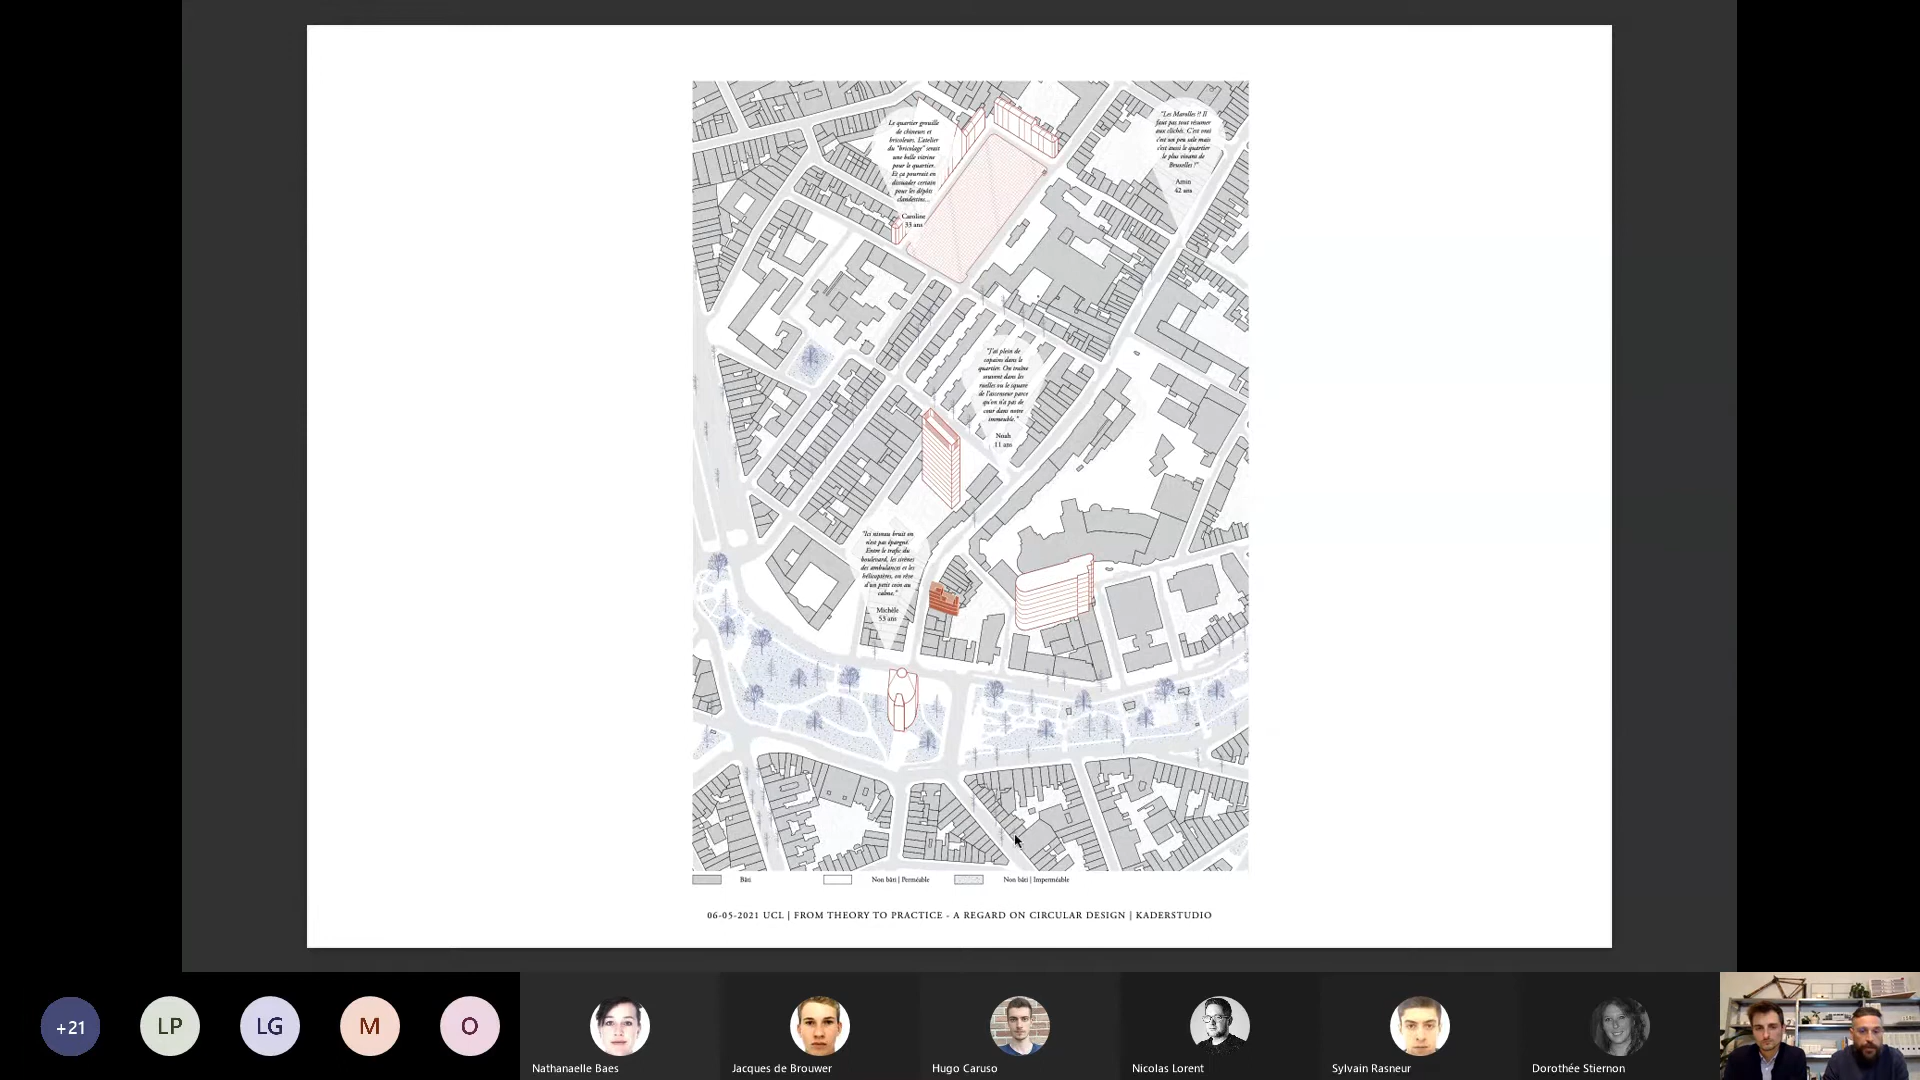 Le quartier grouille
de chineurs et
bricoleurs. L'atelier
du "bricolage" serait
une belle vitrine
pour le quartier.
Et ça pourrait en
dissuader certain
pour les dépôts
clandestins...
Caroline
33 ans
"Les Marolles !? Il
faut pas tout résumer
aux clichés. C'est vrai
c'est un peu sale mais
c'est aussi le quartier
le plus vivant de
Bruxelles !"
Amin
42 ans
"J'ai plein de
copains dans le
quartier. On traîne
souvent dans les
ruelles ou le square
de l'ascenseur parce
qu'on n'a pas de
cour dans notre
immeuble."
Noah
11 ans
"Ici niveau bruit on
n'est pas épargné.
Entre le trafic du
boulevard, les sirènes
des ambulances et les
hélicoptères, on rêve
d'un petit coin au
calme."
Michèle
53 ans
Bâti
Non bâti | Perméable
Non bâti | Imperméable
06-05-2021 UCL | FROM THEORY TO PRACTICE - A REGARD ON CIRCULAR DESIGN | KADERSTUDIO
+21
LP
LG
M
O
Nathanaelle Baes
Jacques de Brouwer
Hugo Caruso
Nicolas Lorent
Sylvain Rasneur
Dorothée Stiernon